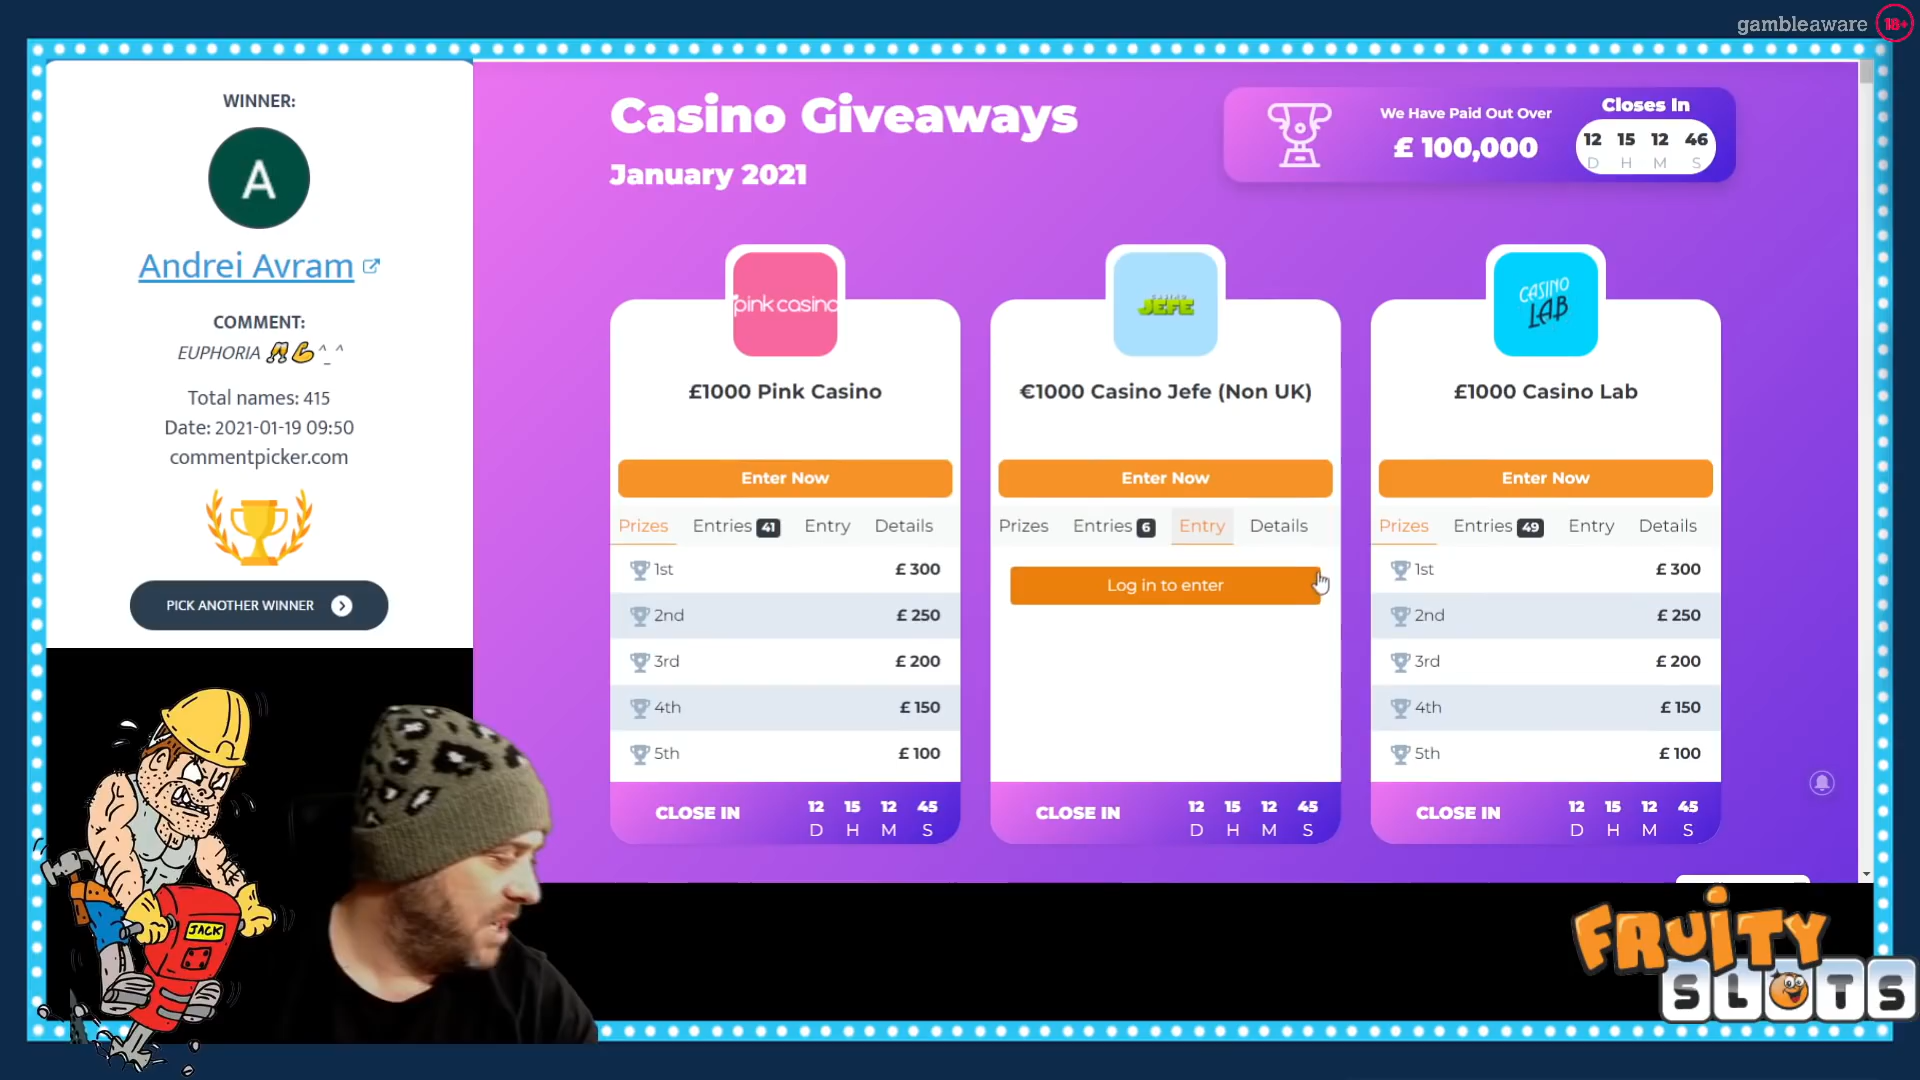 gambleaware 18+
WINNER:
A
Andrei Avram
COMMENT:
EUPHORIA 🥂💪^_^
Total names: 415
Date: 2021-01-19 09:50
commentpicker.com
PICK ANOTHER WINNER
Casino Giveaways
January 2021
We Have Paid Out Over
£ 100,000
Closes In
12 15 12 46
D H M S
pink casino
£1000 Pink Casino
Enter Now
Prizes Entries 41 Entry Details
1st £ 300
2nd £ 250
3rd £ 200
4th £ 150
5th £ 100
CLOSE IN
12 15 12 45
D H M S
CASINO
JEFE
€1000 Casino Jefe (Non UK)
Enter Now
Prizes Entries 6 Entry Details
Log in to enter
CLOSE IN
12 15 12 45
D H M S
CASINO
LAB
£1000 Casino Lab
Enter Now
Prizes Entries 49 Entry Details
1st £ 300
2nd £ 250
3rd £ 200
4th £ 150
5th £ 100
CLOSE IN
12 15 12 45
D H M S
JACK
FRUITY
SLOTS